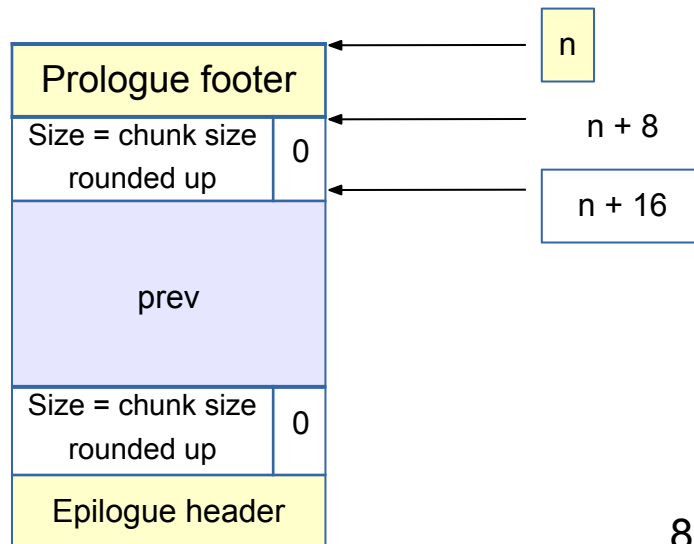 n
Prologue footer
Size = chunk size
rounded up
0
n + 8
n + 16
prev
Size = chunk size
rounded up
0
Epilogue header
8